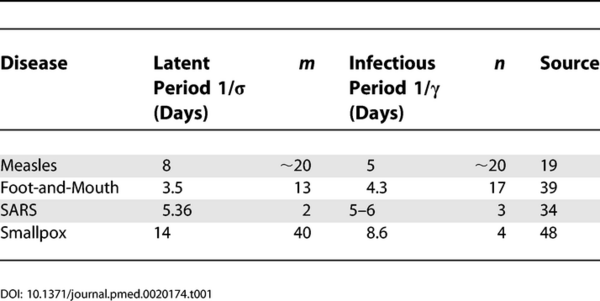 Disease Latent Period 1/σ (Days) m Infectious Period 1/γ (Days) n Source
Measles 8 ~20 5 ~20 19
Foot-and-Mouth 3.5 13 4.3 17 39
SARS 5.36 2 5–6 3 34
Smallpox 14 40 8.6 4 48
DOI: 10.1371/journal.pmed.0020174.t001